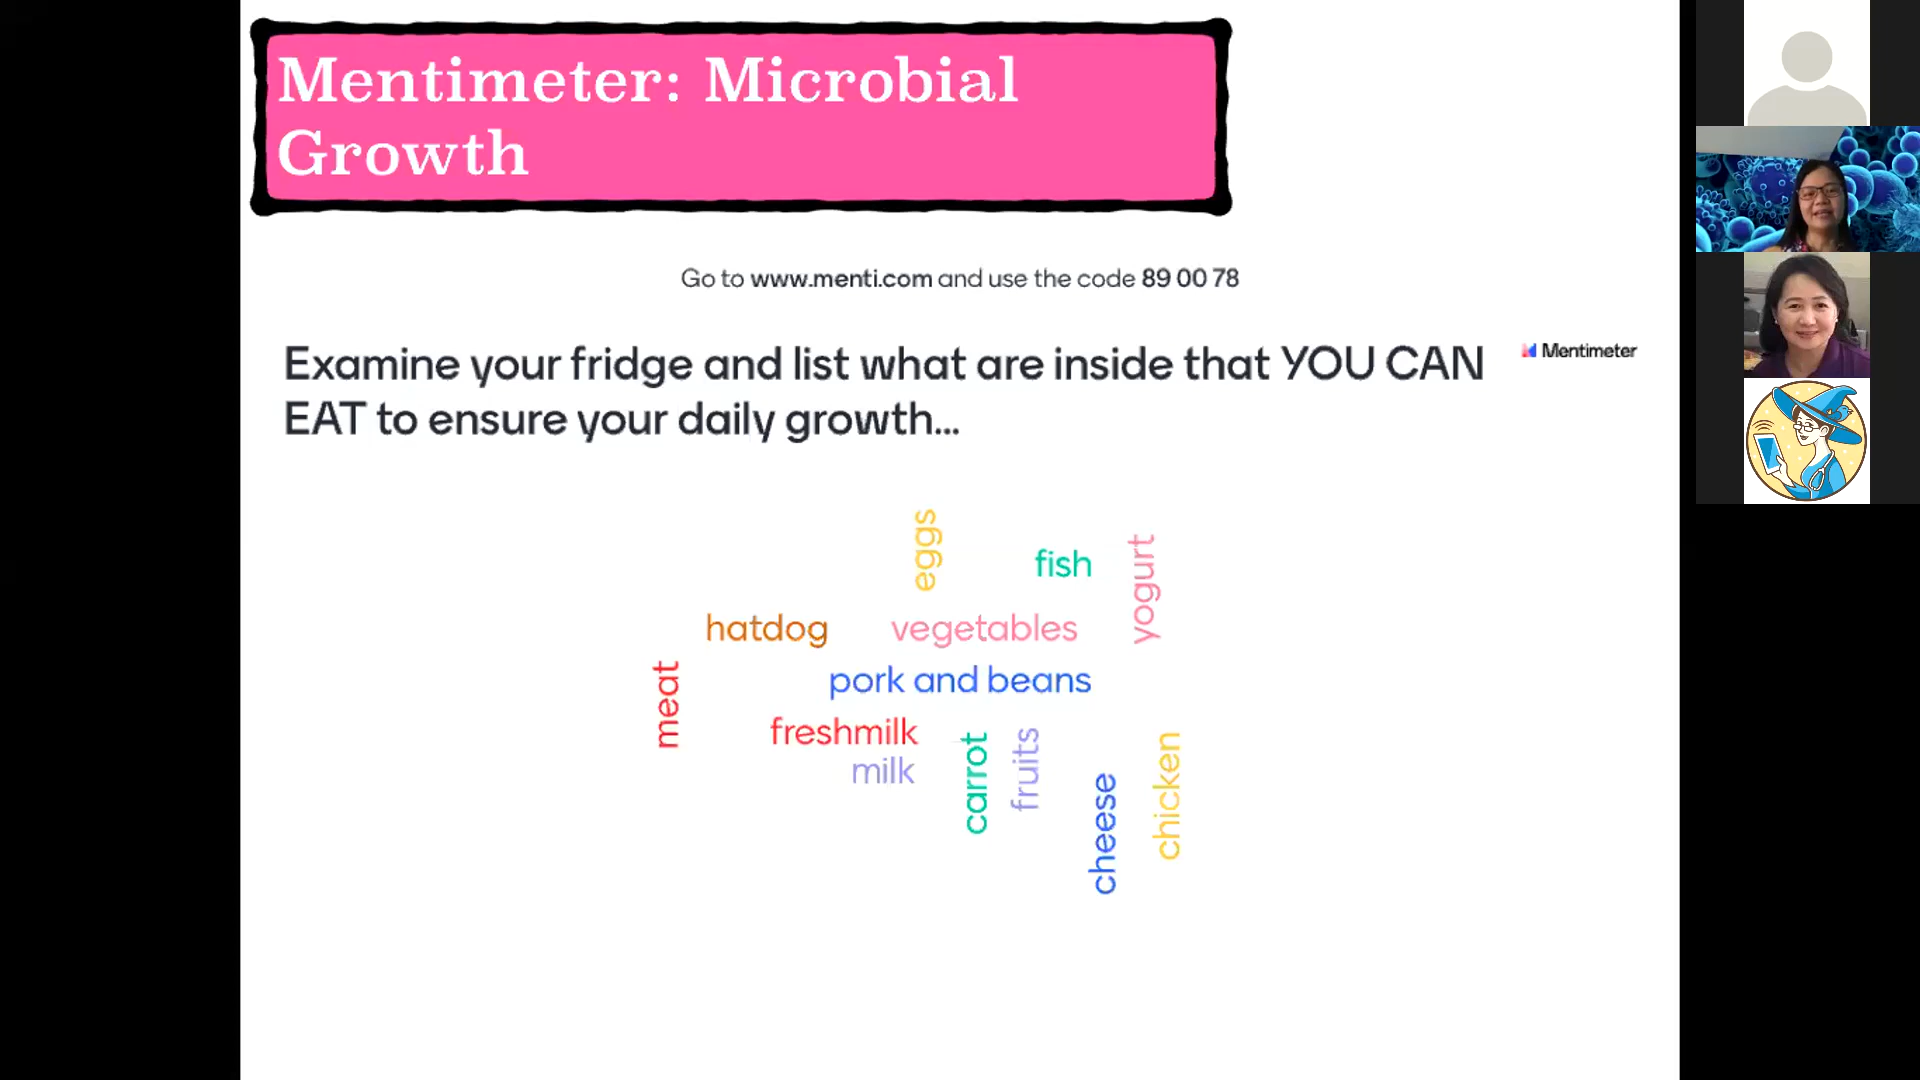 Mentimeter: Microbial
Growth
Go to www.menti.com and use the code 89 00 78
Examine your fridge and list what are inside that YOU CAN
EAT to ensure your daily growth...
Mentimeter
eggs
fish
yogurt
hatdog
vegetables
meat
pork and beans
freshmilk
milk
carrot
fruits
cheese
chicken